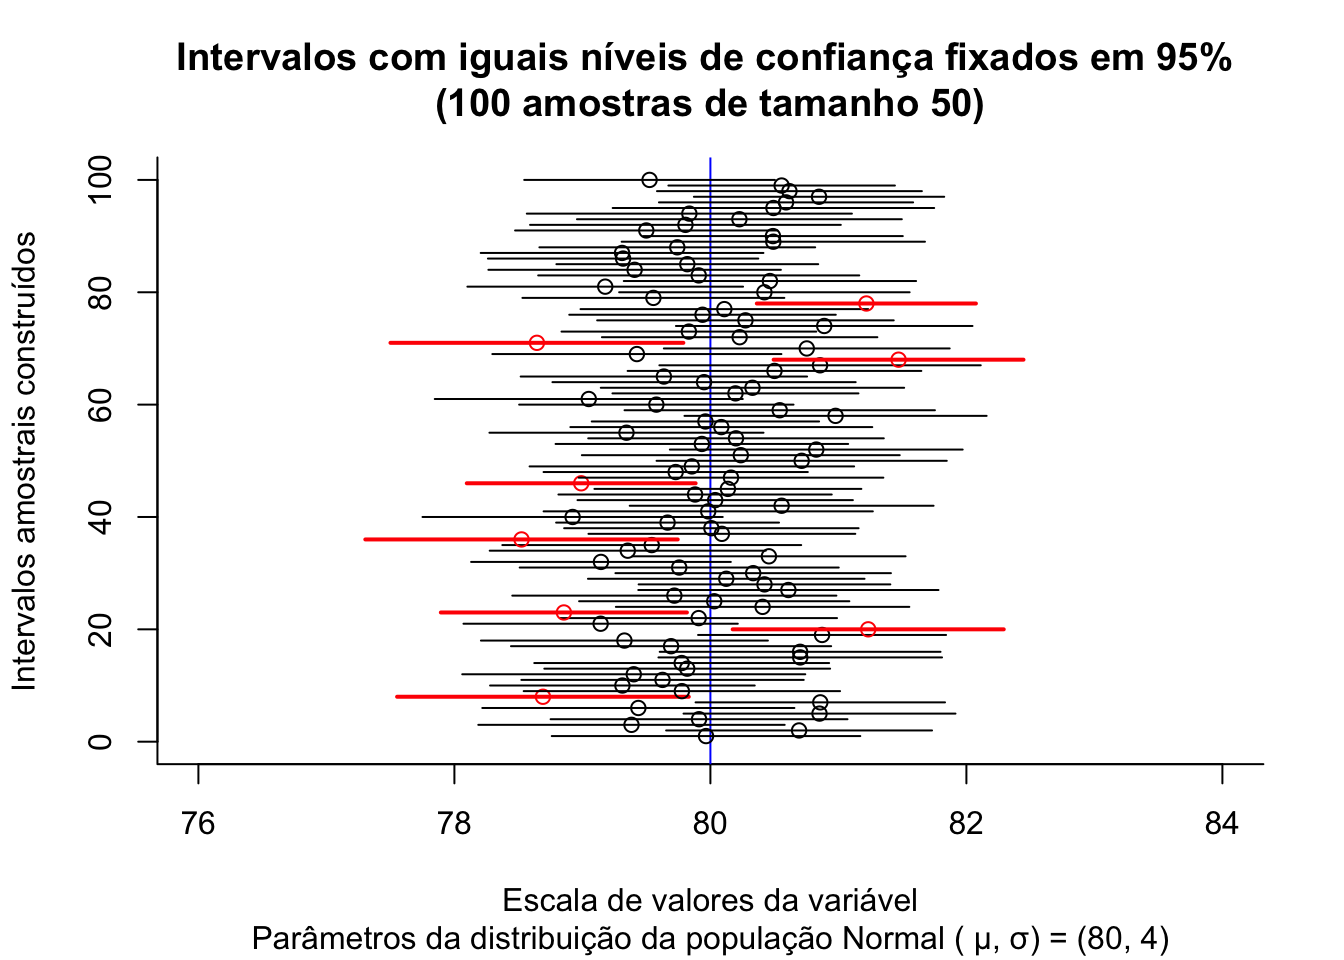 Intervalos com iguais níveis de confiança fixados em 95%
(100 amostras de tamanho 50)
Intervalos amostrais construídos
100
80
60
40
20
0
76 78 80 82 84
Escala de valores da variável
Parâmetros da distribuição da população Normal ( μ, σ) = (80, 4)